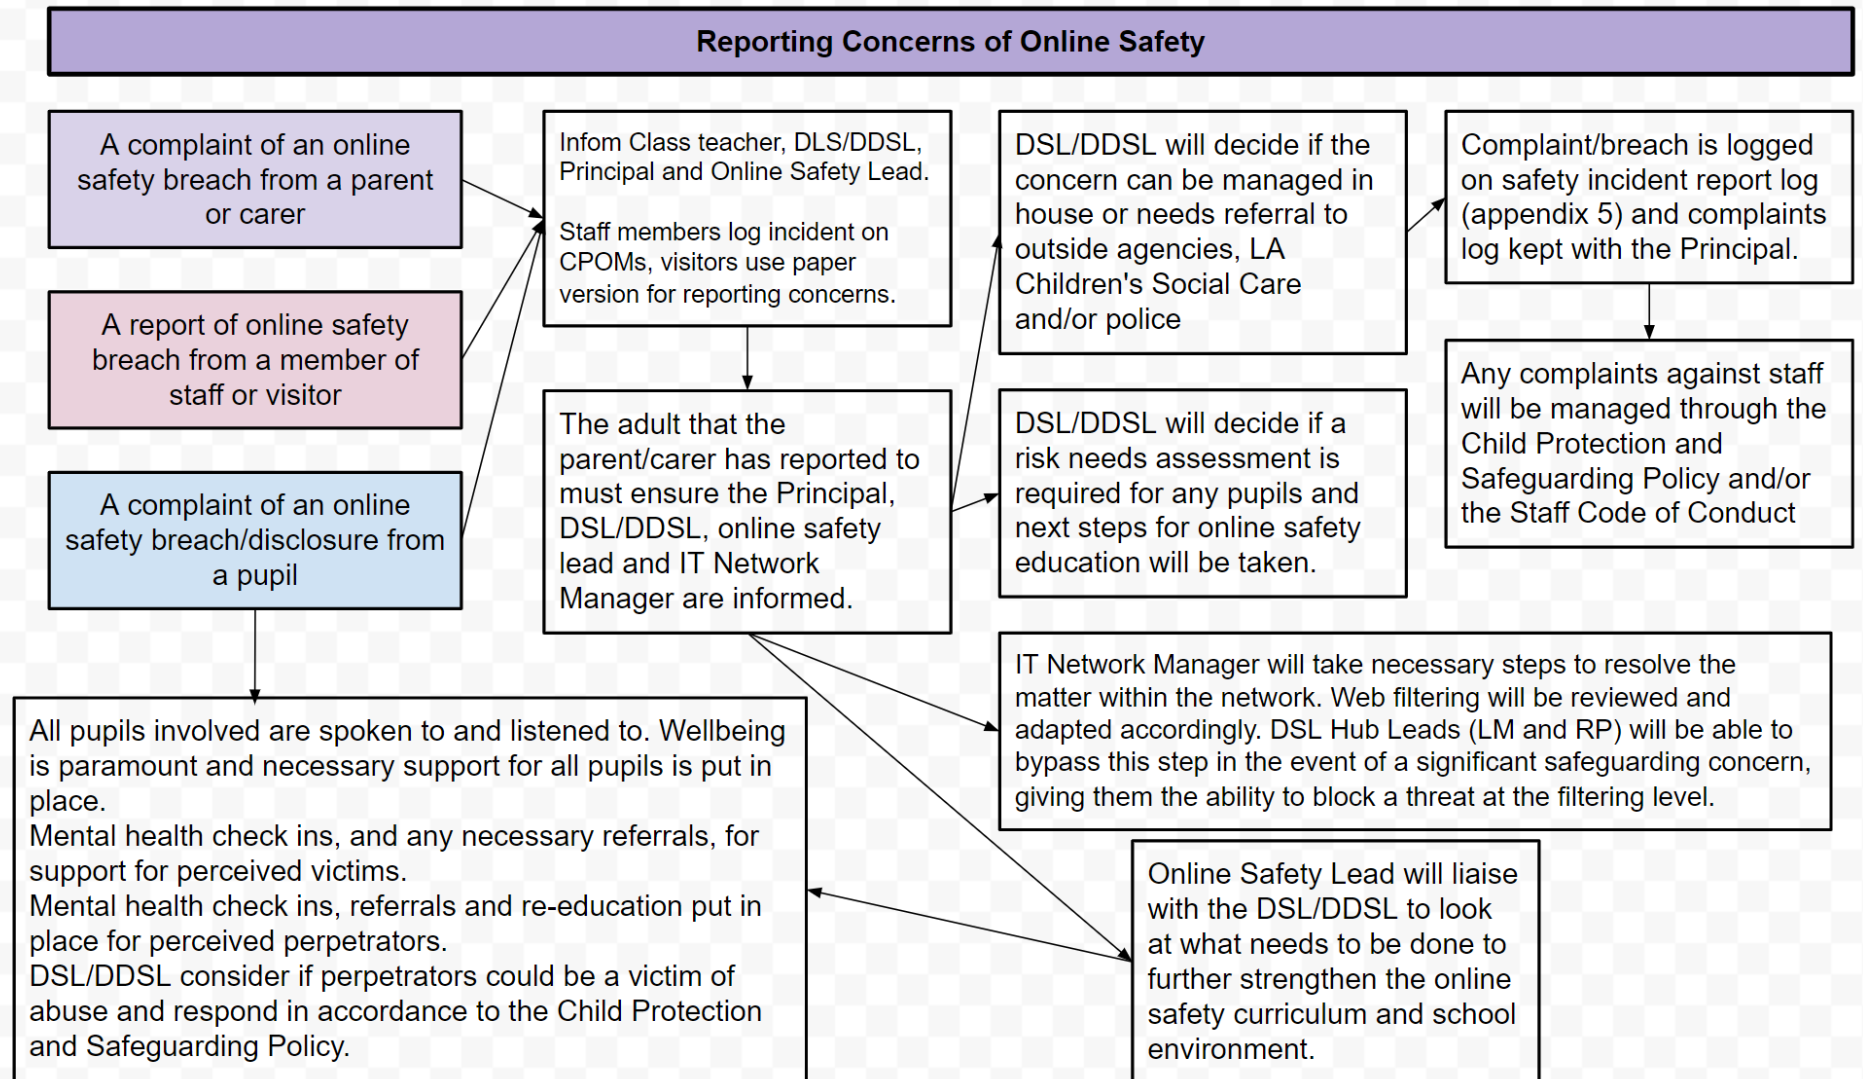 Reporting Concerns of Online Safety
A complaint of an online
safety breach from a parent
or carer
A report of online safety
breach from a member of
staff or visitor
A complaint of an online
safety breach/disclosure from
a pupil
All pupils involved are spoken to and listened to. Wellbeing
is paramount and necessary support for all pupils is put in
place.
Mental health check ins, and any necessary referrals, for
support for perceived victims.
Mental health check ins, referrals and re-education put in
place for perceived perpetrators.
DSL/DDSL consider if perpetrators could be a victim of
abuse and respond in accordance to the Child Protection
and Safeguarding Policy.
Infom Class teacher, DLS/DDSL,
Principal and Online Safety Lead.
Staff members log incident on
CPOMs, visitors use paper
version for reporting concerns.
The adult that the
parent/carer has reported to
must ensure the Principal,
DSL/DDSL, online safety
lead and IT Network
Manager are informed.
DSL/DDSL will decide if the
concern can be managed in
house or needs referral to
outside agencies, LA
Children's Social Care
and/or police
DSL/DDSL will decide if a
risk needs assessment is
required for any pupils and
next steps for online safety
education will be taken.
Complaint/breach is logged
on safety incident report log
(appendix 5) and complaints
log kept with the Principal.
Any complaints against staff
will be managed through the
Child Protection and
Safeguarding Policy and/or
the Staff Code of Conduct
IT Network Manager will take necessary steps to resolve the
matter within the network. Web filtering will be reviewed and
adapted accordingly. DSL Hub Leads (LM and RP) will be able to
bypass this step in the event of a significant safeguarding concern,
giving them the ability to block a threat at the filtering level.
Online Safety Lead will liaise
with the DSL/DDSL to look
at what needs to be done to
further strengthen the online
safety curriculum and school
environment.